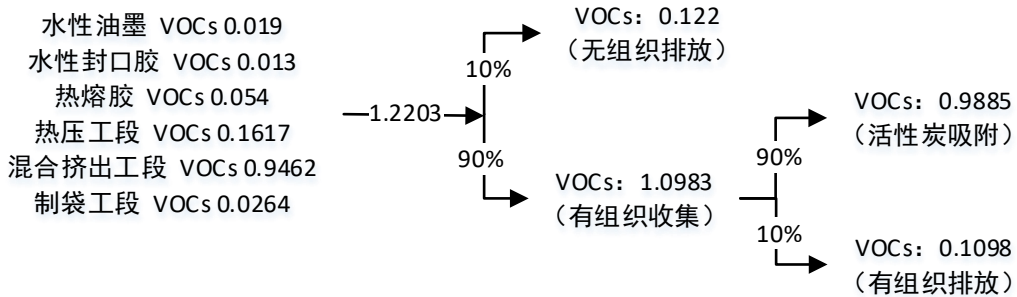 水性油墨 VOCs 0.019
水性封口胶 VOCs 0.013
热熔胶 VOCs 0.054
热压工段 VOCs 0.1617
混合挤出工段 VOCs 0.9462
制袋工段 VOCs 0.0264
1.2203
10%
90%
VOCs：0.122
（无组织排放）
VOCs：1.0983
（有组织收集）
90%
10%
VOCs：0.9885
（活性炭吸附）
VOCs：0.1098
（有组织排放）